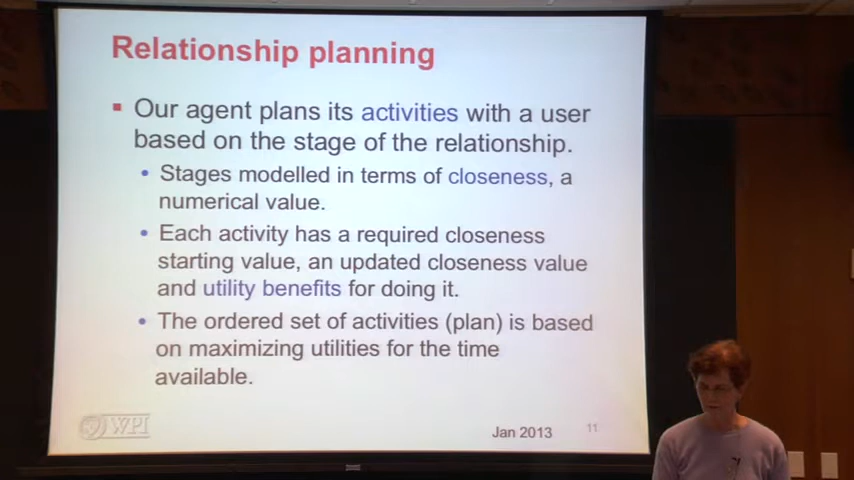 Relationship planning
▪ Our agent plans its activities with a user
based on the stage of the relationship.
• Stages modelled in terms of closeness, a
numerical value.
• Each activity has a required closeness
starting value, an updated closeness value
and utility benefits for doing it.
• The ordered set of activities (plan) is based
on maximizing utilities for the time
available.
WPI
Jan 2013
11